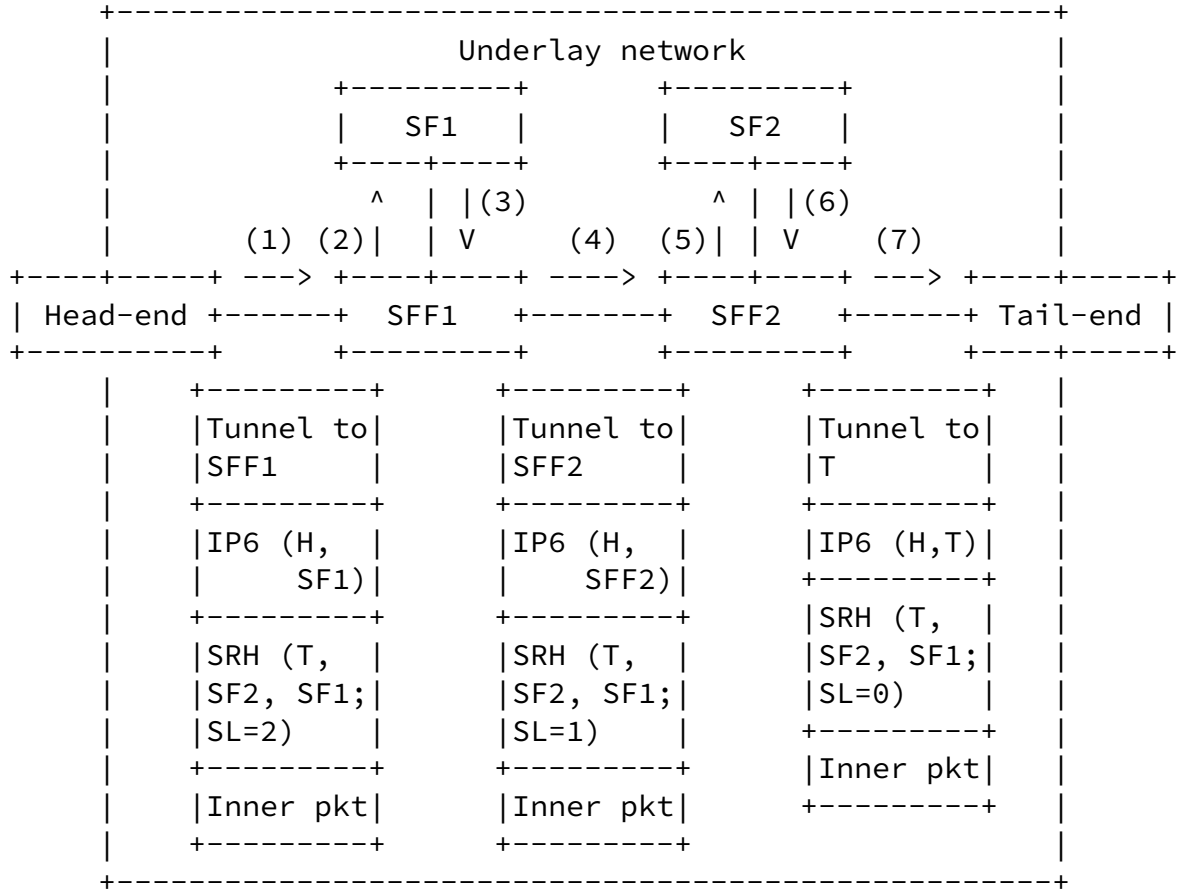 Underlay network
SF1 SF2
^ | |(3) ^ | |(6)
(1) (2)| | V (4) (5)| | V (7)
---> ----> --->
Head-end SFF1 SFF2 Tail-end
Tunnel to Tunnel to Tunnel to
SFF1 SFF2 T
IP6 (H, IP6 (H, IP6 (H,T)
SF1) SFF2)
SRH (T,
SRH (T, SRH (T, SF2, SF1;
SF2, SF1; SF2, SF1; SL=0)
SL=2) SL=1)
Inner pkt
Inner pkt Inner pkt